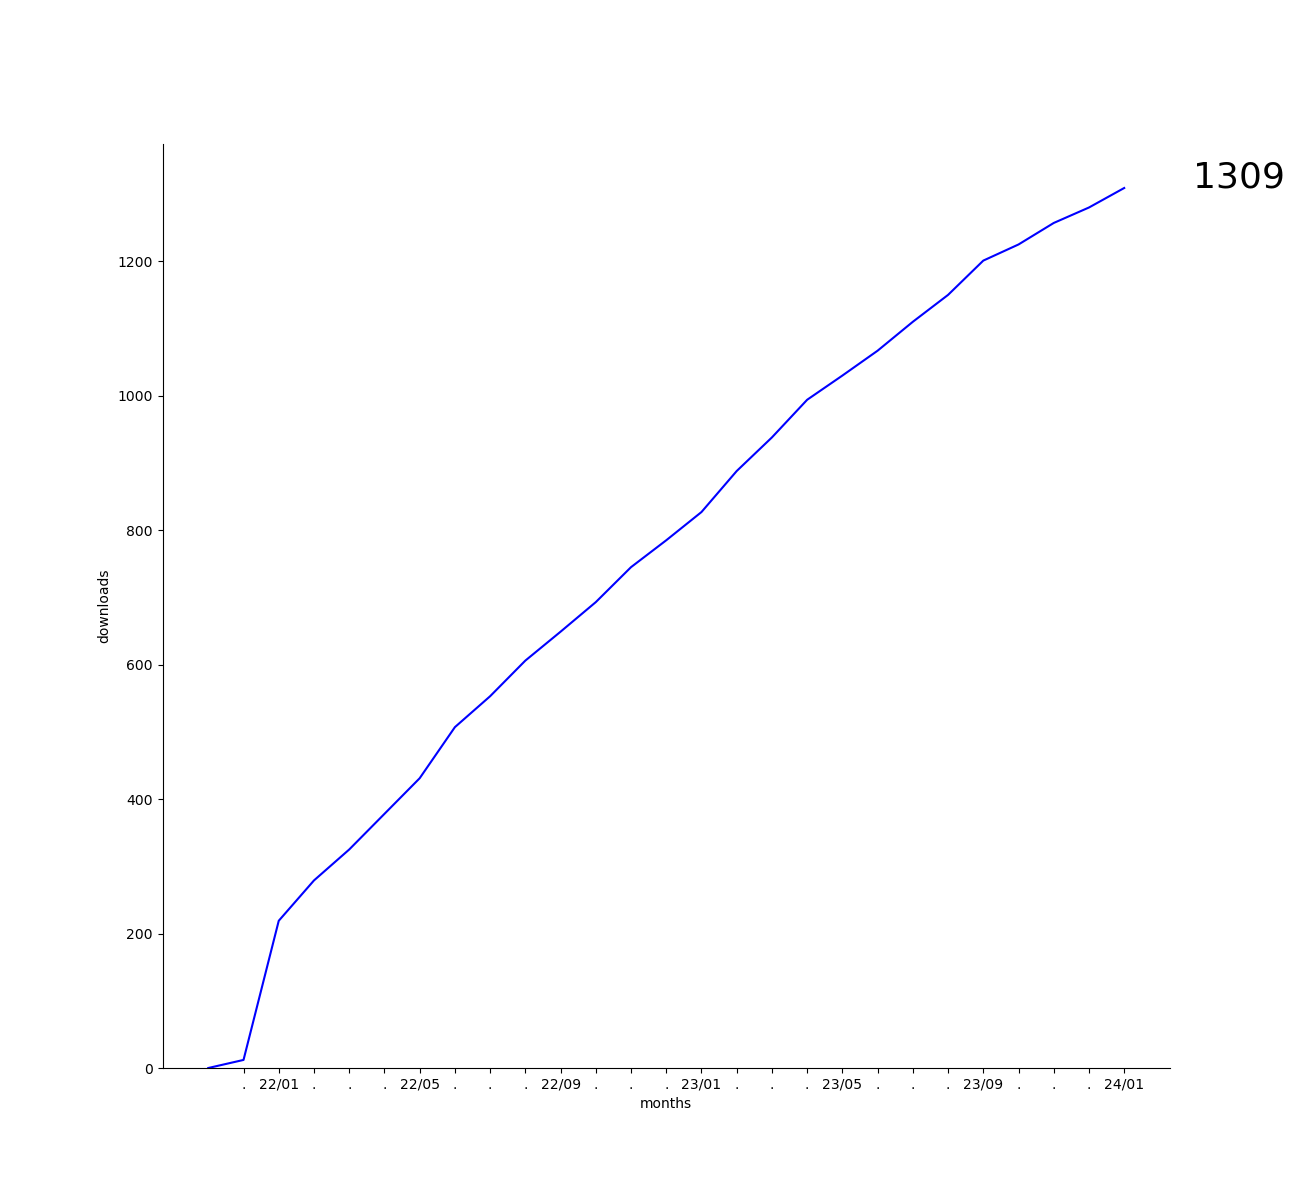 1309
1200
1000
800
600
400
200
0
downloads
. 22/01 . . . 22/05 . . . 22/09 . . . 23/01 . . . 23/05 . . . 23/09 . . . 24/01
months